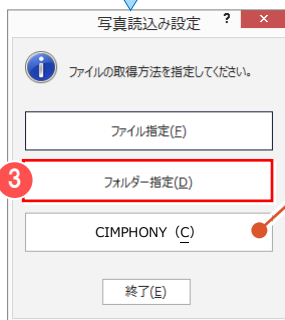 写真読込み設定 ? ×
ファイルの取得方法を指定してください。
ファイル指定(F)
3
フォルダー指定(D)
CIMPHONY (C)
終了(E)